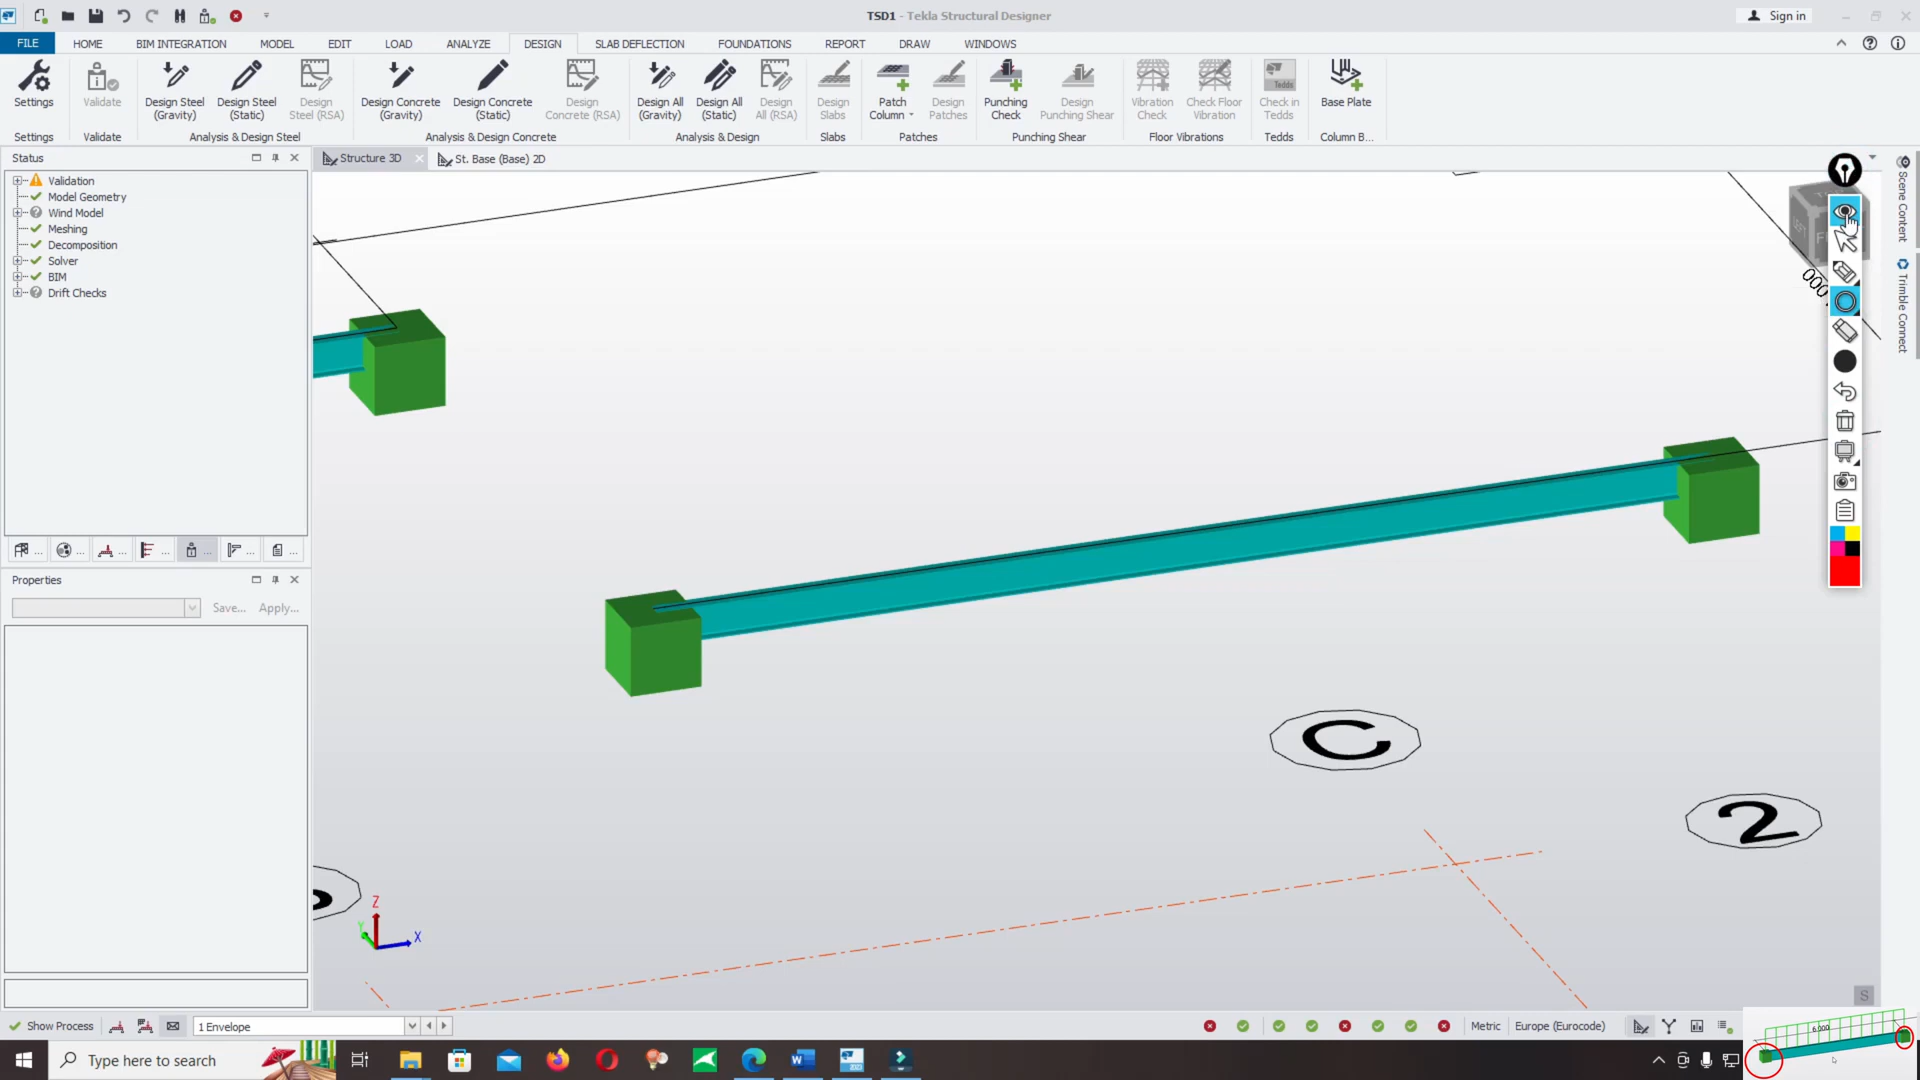 TSD1 - Tekla Structural Designer
Sign in
FILE
HOME
BIM INTEGRATION
MODEL
EDIT
LOAD
ANALYZE
DESIGN
SLAB DEFLECTION
FOUNDATIONS
REPORT
DRAW
WINDOWS
Settings
Validate
Design Steel (Gravity)
Design Steel (Static)
Design Steel (RSA)
Design Concrete (Gravity)
Design Concrete (Static)
Design Concrete (RSA)
Design All (Gravity)
Design All (Static)
Design All (RSA)
Design Slabs
Patch Column
Design Patches
Punching Check
Design Punching Shear
Vibration Check
Check Floor Vibration
Tedds
Check in Tedds
Base Plate
Settings
Validate
Analysis & Design Steel
Analysis & Design Concrete
Analysis & Design
Slabs
Patches
Punching Shear
Floor Vibrations
Tedds
Column B...
Status
Structure 3D
St. Base (Base) 2D
Validation
Model Geometry
Wind Model
Meshing
Decomposition
Solver
BIM
Drift Checks
Scene Content
Trimble Connect
LEFT
000
Properties
Save...
Apply...
C
2
Z
Y
X
S
Show Process
1 Envelope
Metric
Europe (Eurocode)
6.000
Type here to search